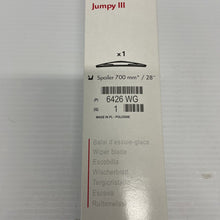 Jumpy III
x1
Spoiler 700 mm* / 28"
(P) 6426 WG
(Q) 1
MADE IN PL - POLOGNE
Balai d'essuie-glace
Wiper blade
Escobilla
Wischerblatt
Tergicristallo
Escova
Ruitenwisser